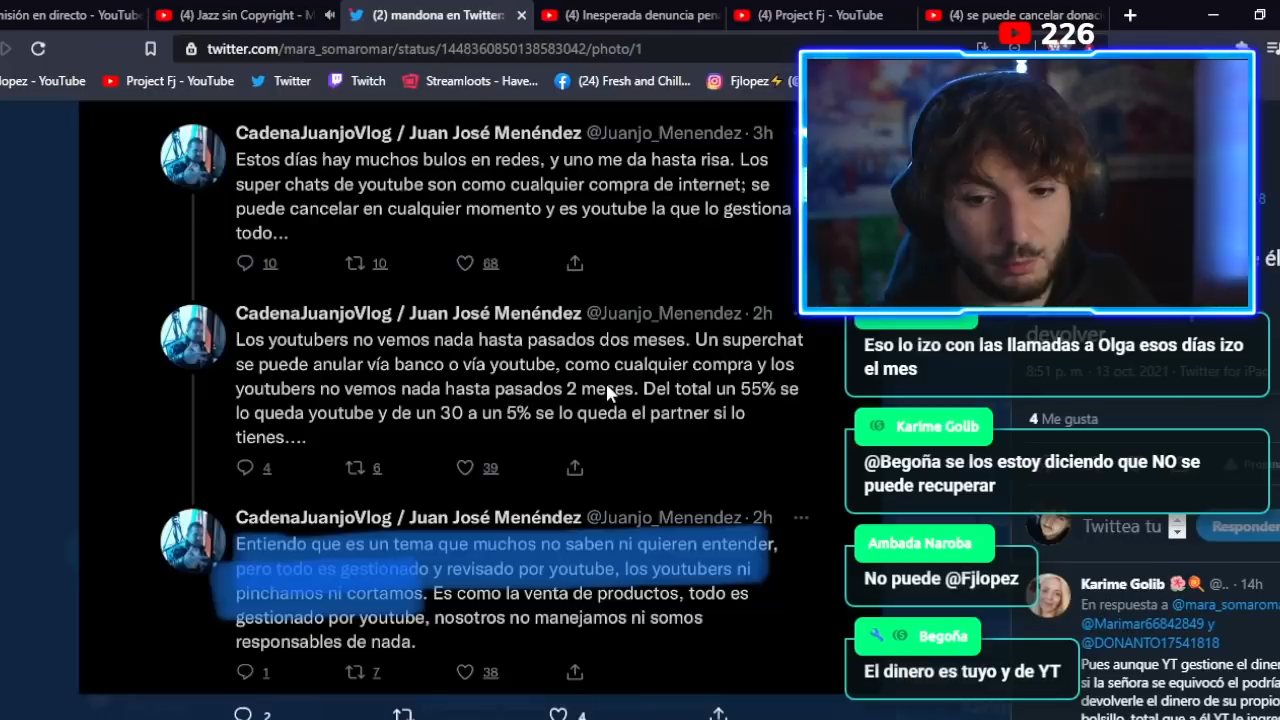 misión en directo - YouTub
(4) Jazz sin Copyright - M
(2) mandona en Twitter:
(4) Inesperada denuncia pen
(4) Project Fj - YouTube
(4) se puede cancelar donaci
226
twitter.com/mara_somaromar/status/1448360850138583042/photo/1
Fjlopez - YouTube
Project Fj - YouTube
Twitter
Twitch
Streamloots - Have...
(24) Fresh and Chill...
Fjlopez⚡ (@
CadenaJuanjoVlog / Juan José Menéndez @Juanjo_Menendez · 3h
Estos días hay muchos bulos en redes, y uno me da hasta risa. Los
super chats de youtube son como cualquier compra de internet; se
puede cancelar en cualquier momento y es youtube la que lo gestiona
todo...
10 10 68
CadenaJuanjoVlog / Juan José Menéndez @Juanjo_Menendez · 2h
Los youtubers no vemos nada hasta pasados dos meses. Un superchat
se puede anular vía banco o vía youtube, como cualquier compra y los
youtubers no vemos nada hasta pasados 2 meses. Del total un 55% se
lo queda youtube y de un 30 a un 5% se lo queda el partner si lo
tienes....
4 6 39
CadenaJuanjoVlog / Juan José Menéndez @Juanjo_Menendez · 2h
Entiendo que es un tema que muchos no saben ni quieren entender,
pero todo es gestionado y revisado por youtube, los youtubers ni
pinchamos ni cortamos. Es como la venta de productos, todo es
gestionado por youtube, nosotros no manejamos ni somos
responsables de nada.
1 7 38
2 4
Eso lo izo con las llamadas a Olga esos días izo
el mes
Karime Golib
@Begoña se los estoy diciendo que NO se
puede recuperar
Ambada Naroba
No puede @Fjlopez
Begoña
El dinero es tuyo y de YT
él
devolver
8:51 p. m. · 13 oct. 2021 · Twitter for iPad
4 Me gusta
Twittea tu
Responder
Karime Golib 🌺🍭 @.. · 14h
En respuesta a @mara_somaroma
@Marimar66842849 y
@DONANTO17541818
Pues aunque YT gestione el diner
si la señora se equivocó el podría
devolverle el dinero de su propio
bolsillo, total que a él YT le